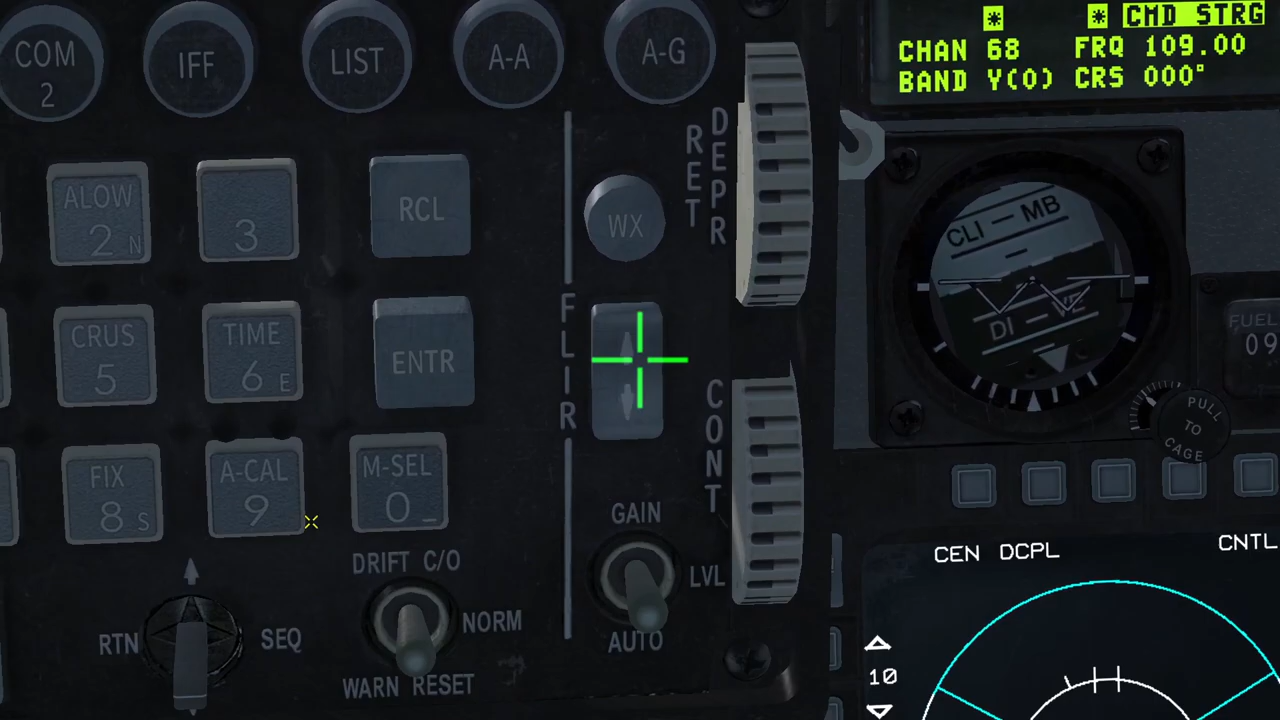 COM
2
IFF
LIST
A-A
A-G
* * CMD STRG
CHAN 68 FRQ 109.00
BAND Y(0) CRS 000°
ALOW
2 N
3
RCL
WX
RET
DEPR
CLI — MB
CRUS
5
TIME
6 E
ENTR
FLIR
CONT
FUEL
09
PULL
TO
CAGE
FIX
8 S
A-CAL
9
M-SEL
0 _
GAIN
LVL
AUTO
DRIFT C/O
NORM
WARN RESET
RTN
SEQ
CEN DCPL
CNTL
10